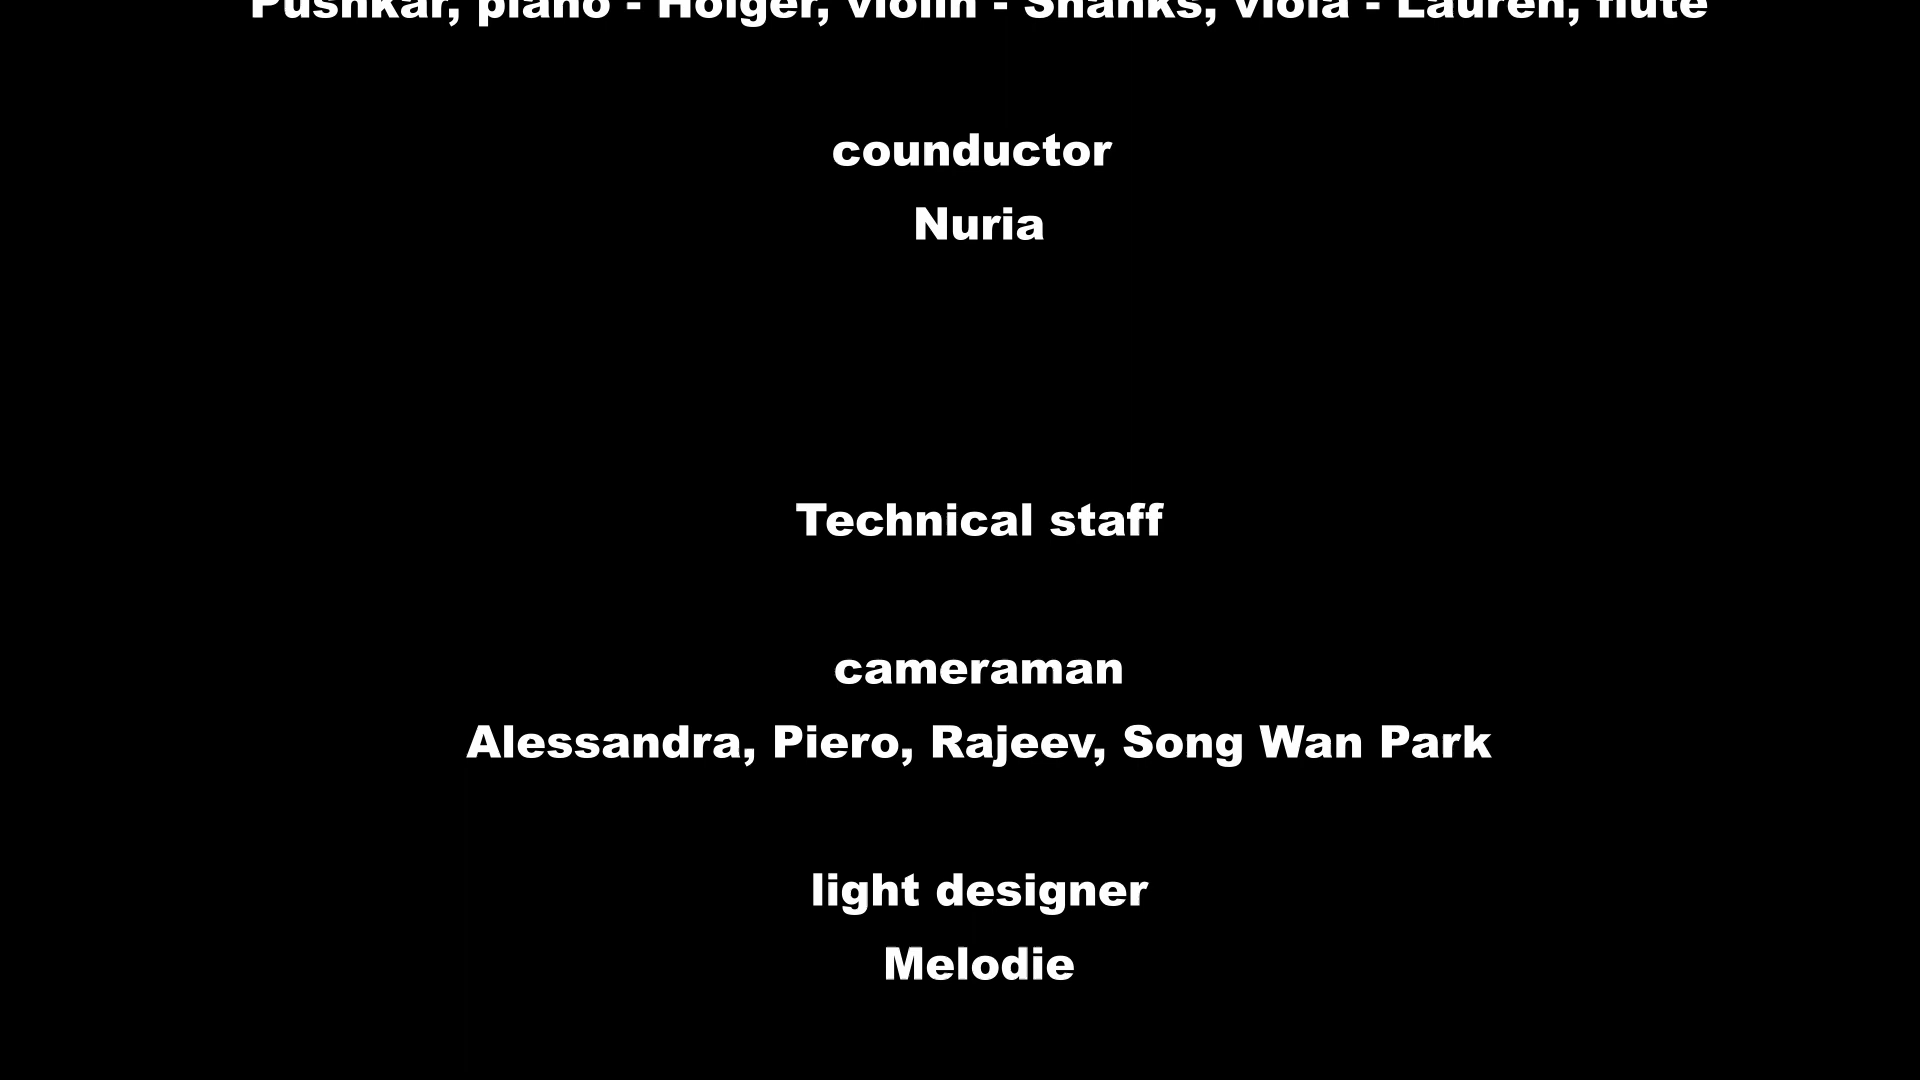 Pushkar, piano - Holger, violin - Shanks, viola - Lauren, flute
counductor
Nuria
Technical staff
cameraman
Alessandra, Piero, Rajeev, Song Wan Park
light designer
Melodie